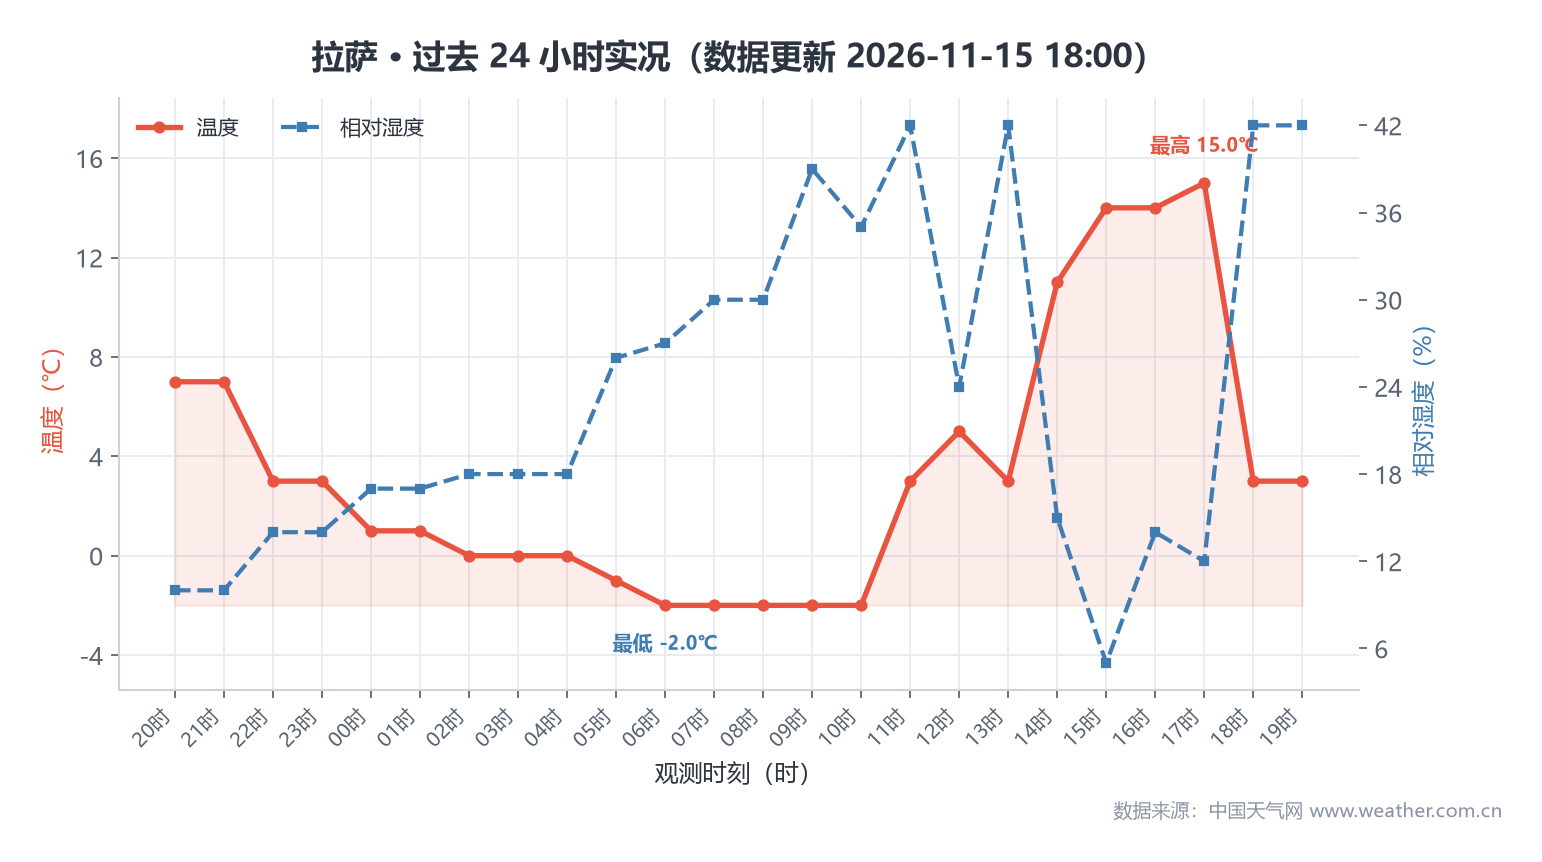 拉萨 • 过去 24 小时实况（数据更新 2026-11-15 18:00）
温度 相对湿度
最高 15.0℃
最低 -2.0℃
温度（℃）
16
12
8
4
0
-4
相对湿度（%）
42
36
30
24
18
12
6
20时 21时 22时 23时 00时 01时 02时 03时 04时 05时 06时 07时 08时 09时 10时 11时 12时 13时 14时 15时 16时 17时 18时 19时
观测时刻（时）
数据来源：中国天气网 www.weather.com.cn